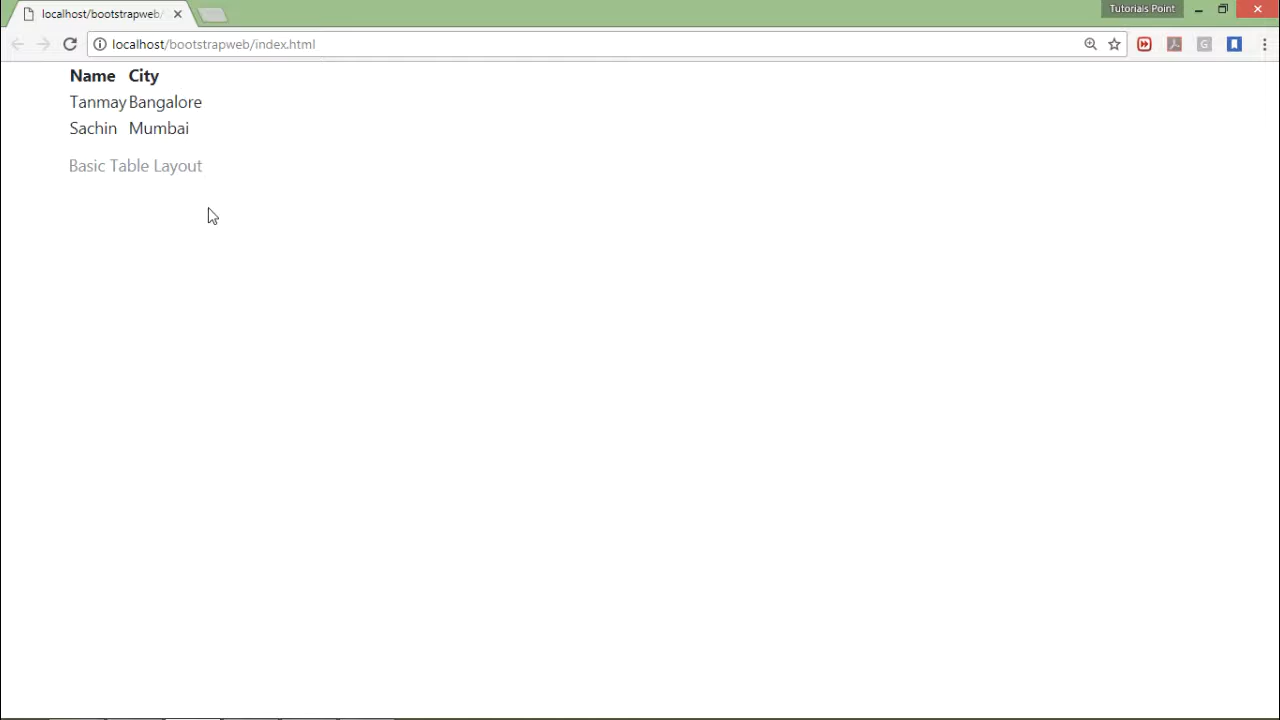 localhost/bootstrapweb/
Tutorials Point
localhost/bootstrapweb/index.html
Name City
Tanmay Bangalore
Sachin Mumbai
Basic Table Layout